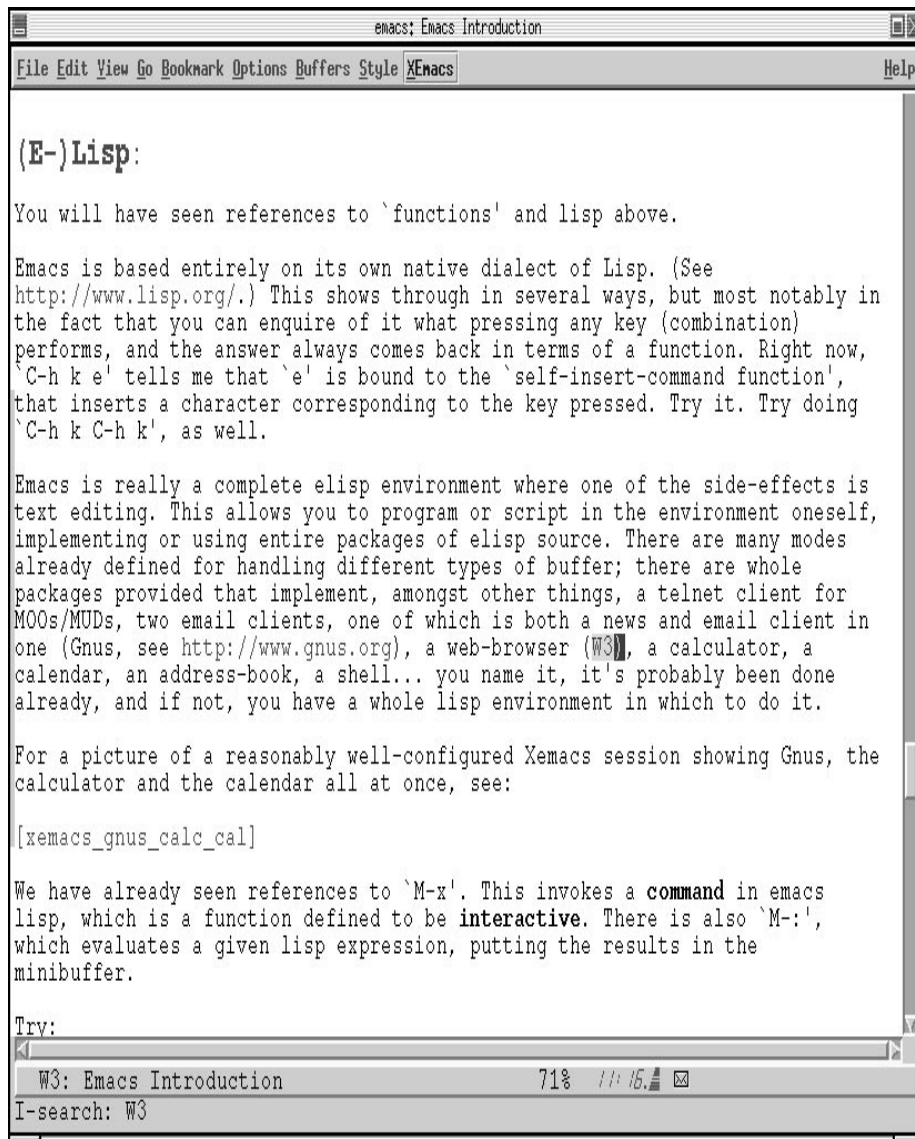 emacs: Emacs Introduction
File Edit View Go Bookmark Options Buffers Style XEmacs Help
(E-)Lisp:
You will have seen references to `functions' and lisp above.
Emacs is based entirely on its own native dialect of Lisp. (See
http://www.lisp.org/.) This shows through in several ways, but most notably in
the fact that you can enquire of it what pressing any key (combination)
performs, and the answer always comes back in terms of a function. Right now,
`C-h k e' tells me that `e' is bound to the `self-insert-command function',
that inserts a character corresponding to the key pressed. Try it. Try doing
`C-h k C-h k', as well.
Emacs is really a complete elisp environment where one of the side-effects is
text editing. This allows you to program or script in the environment oneself,
implementing or using entire packages of elisp source. There are many modes
already defined for handling different types of buffer; there are whole
packages provided that implement, amongst other things, a telnet client for
MOOs/MUDs, two email clients, one of which is both a news and email client in
one (Gnus, see http://www.gnus.org), a web-browser (W3), a calculator, a
calendar, an address-book, a shell... you name it, it's probably been done
already, and if not, you have a whole lisp environment in which to do it.
For a picture of a reasonably well-configured Xemacs session showing Gnus, the
calculator and the calendar all at once, see:
[xemacs_gnus_calc_cal]
We have already seen references to `M-x'. This invokes a command in emacs
lisp, which is a function defined to be interactive. There is also `M-:',
which evaluates a given lisp expression, putting the results in the
minibuffer.
Try:
W3: Emacs Introduction 71% 11:16
I-search: W3